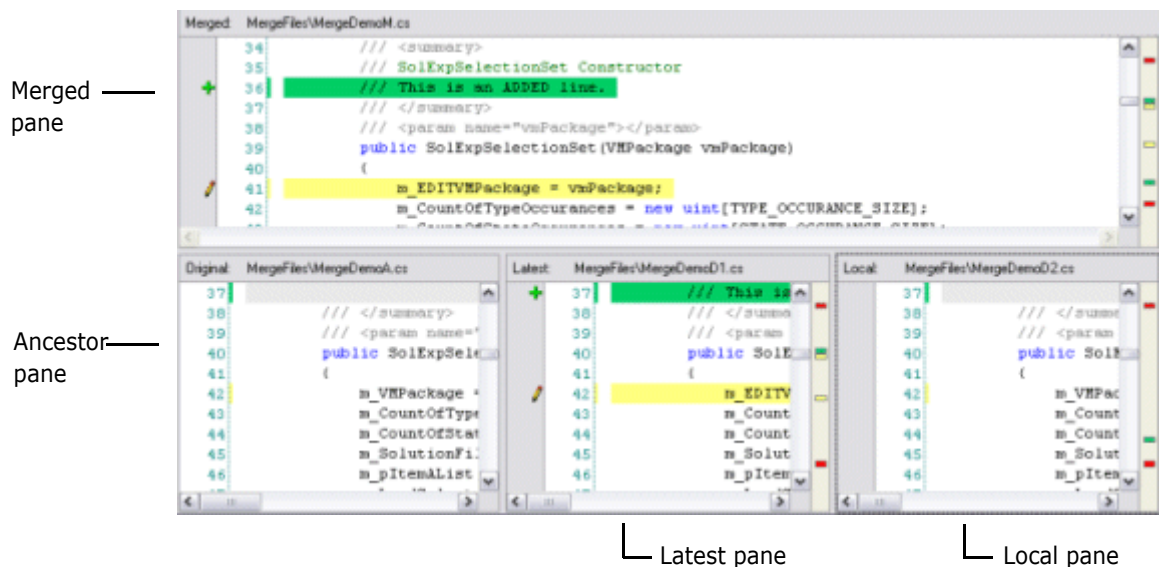 Merged: MergeFiles\MergeDemoM.cs
34 /// <summary>
35 /// SolExpSelectionSet Constructor
36 /// This is an ADDED line.
37 /// </summary>
38 /// <param name="vmPackage"></param>
39 public SolExpSelectionSet(VMPackage vmPackage)
40 {
41 m_EDITVMPackage = vmPackage;
42 m_CountOfTypeOccurances = new uint[TYPE_OCCURANCE_SIZE];
Merged
pane
Original: MergeFiles\MergeDemoA.cs
37
38 /// </summary>
39 /// <param name="
40 public SolExpSele
41 {
42 m_VMPackage =
43 m_CountOfType
44 m_CountOfStat
45 m_SolutionFil
46 m_pItemAList
Ancestor
pane
Latest: MergeFiles\MergeDemoD1.cs
37 /// This is
38 /// </summa
39 /// <param
40 public SolE
41 {
42 m_EDITV
43 m_Count
44 m_Count
45 m_Solut
46 m_pItem
Local: MergeFiles\MergeDemoD2.cs
37
38 /// </summa
39 /// <param
40 public SolE
41 {
42 m_VMPac
43 m_Count
44 m_Count
45 m_Solut
46 m_pItem
Latest pane
Local pane